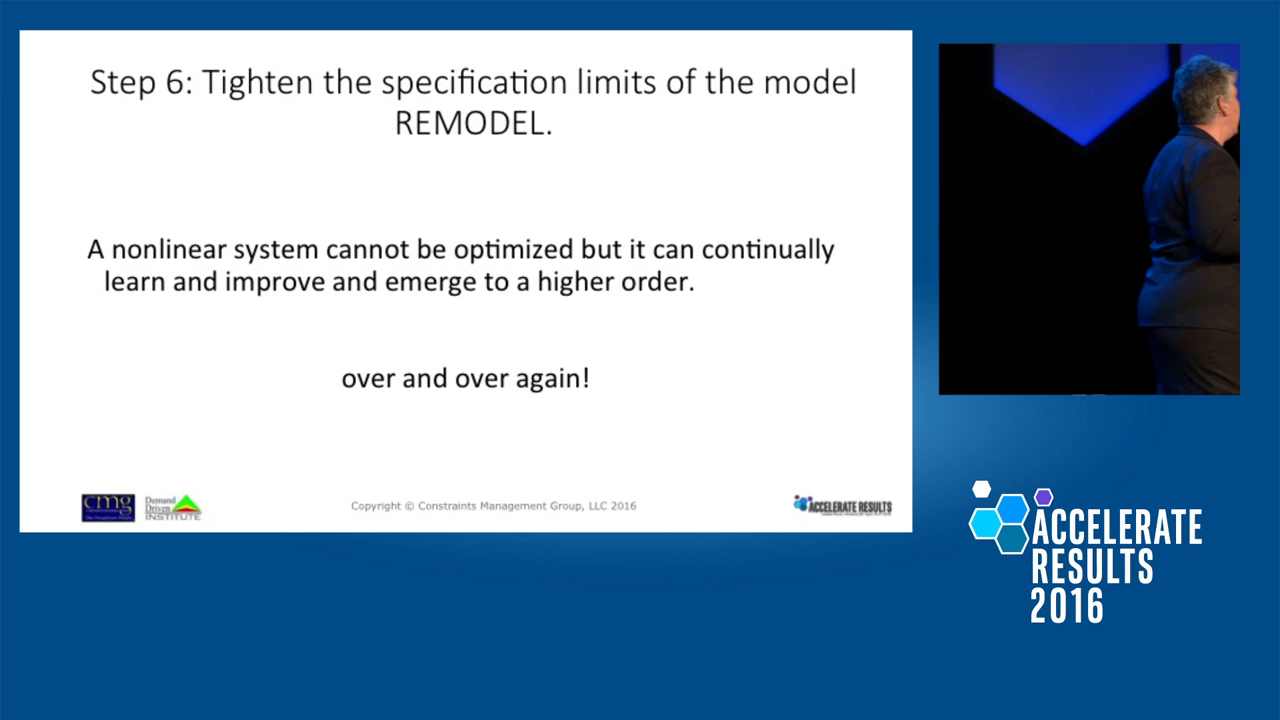 Step 6: Tighten the specification limits of the model
REMODEL.
A nonlinear system cannot be optimized but it can continually
learn and improve and emerge to a higher order.
over and over again!
cmg
Demand
Driven
INSTITUTE
Copyright © Constraints Management Group, LLC 2016
ACCELERATE RESULTS
ACCELERATE
RESULTS
2016